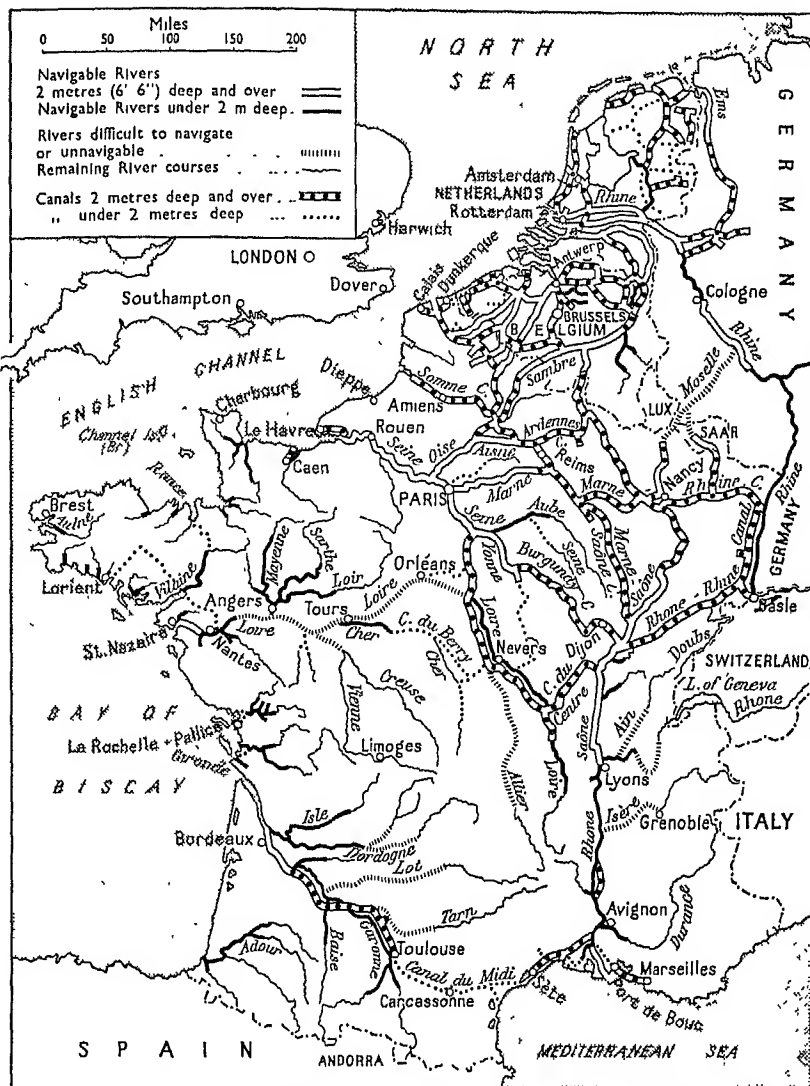 Miles
0 50 100 150 200
Navigable Rivers
2 metres (6' 6") deep and over
Navigable Rivers under 2 m deep.
Rivers difficult to navigate
or unnavigable . . . . .
Remaining River courses . . . .
Canals 2 metres deep and over..
" under 2 metres deep ...
NORTH
SEA
Ems
GERMANY
Amsterdam
NETHERLANDS
Rotterdam
Rhine
Harwich
LONDON
Dover
Southampton
Calais
Dunkerque
Antwerp
BRUSSELS
BELGIUM
Cologne
Rhine
Moselle
ENGLISH CHANNEL
Dieppe
Somme C.
Sambre
Cherbourg
Channel Is.
(Br)
Le Havre
Amiens
Rouen
LUX
SAAR
Caen
Seine
Oise
Aisne
Ardennes
Reims
Nancy
Rhine
Marne
C.
Rance
PARIS
Marne
Rhine
GERMANY
Brest
Aulne
Seine
Aube
Seine
Marne-
Saône
Canal
Lorient
Vilaine
Mayenne
Sarthe
Loir
Orléans
Yonne
Burgundy
C.
Saône
Rhone - Rhine
Basle
Angers
Tours
Loire
Loire
St. Nazaire
Nantes
Loire
Cher
C. du Berry
Cher
Nevers
Dijon
C. du
Centre
Doubs
SWITZERLAND
L. of Geneva
Rhone
Vienne
Creuse
BAY OF
BISCAY
La Rochelle + Pallice
Gironde
Limoges
Allier
Loire
Saône
Ain
Lyons
Isère
Grenoble
ITALY
Isle
Bordeaux
Dordogne
Lot
Rhone
Tarn
Avignon
Durance
Adour
Baïse
Garonne
Toulouse
Canal du Midi
Carcassonne
Sète
Marseilles
Port de Bouc
SPAIN
ANDORRA
MEDITERRANEAN SEA